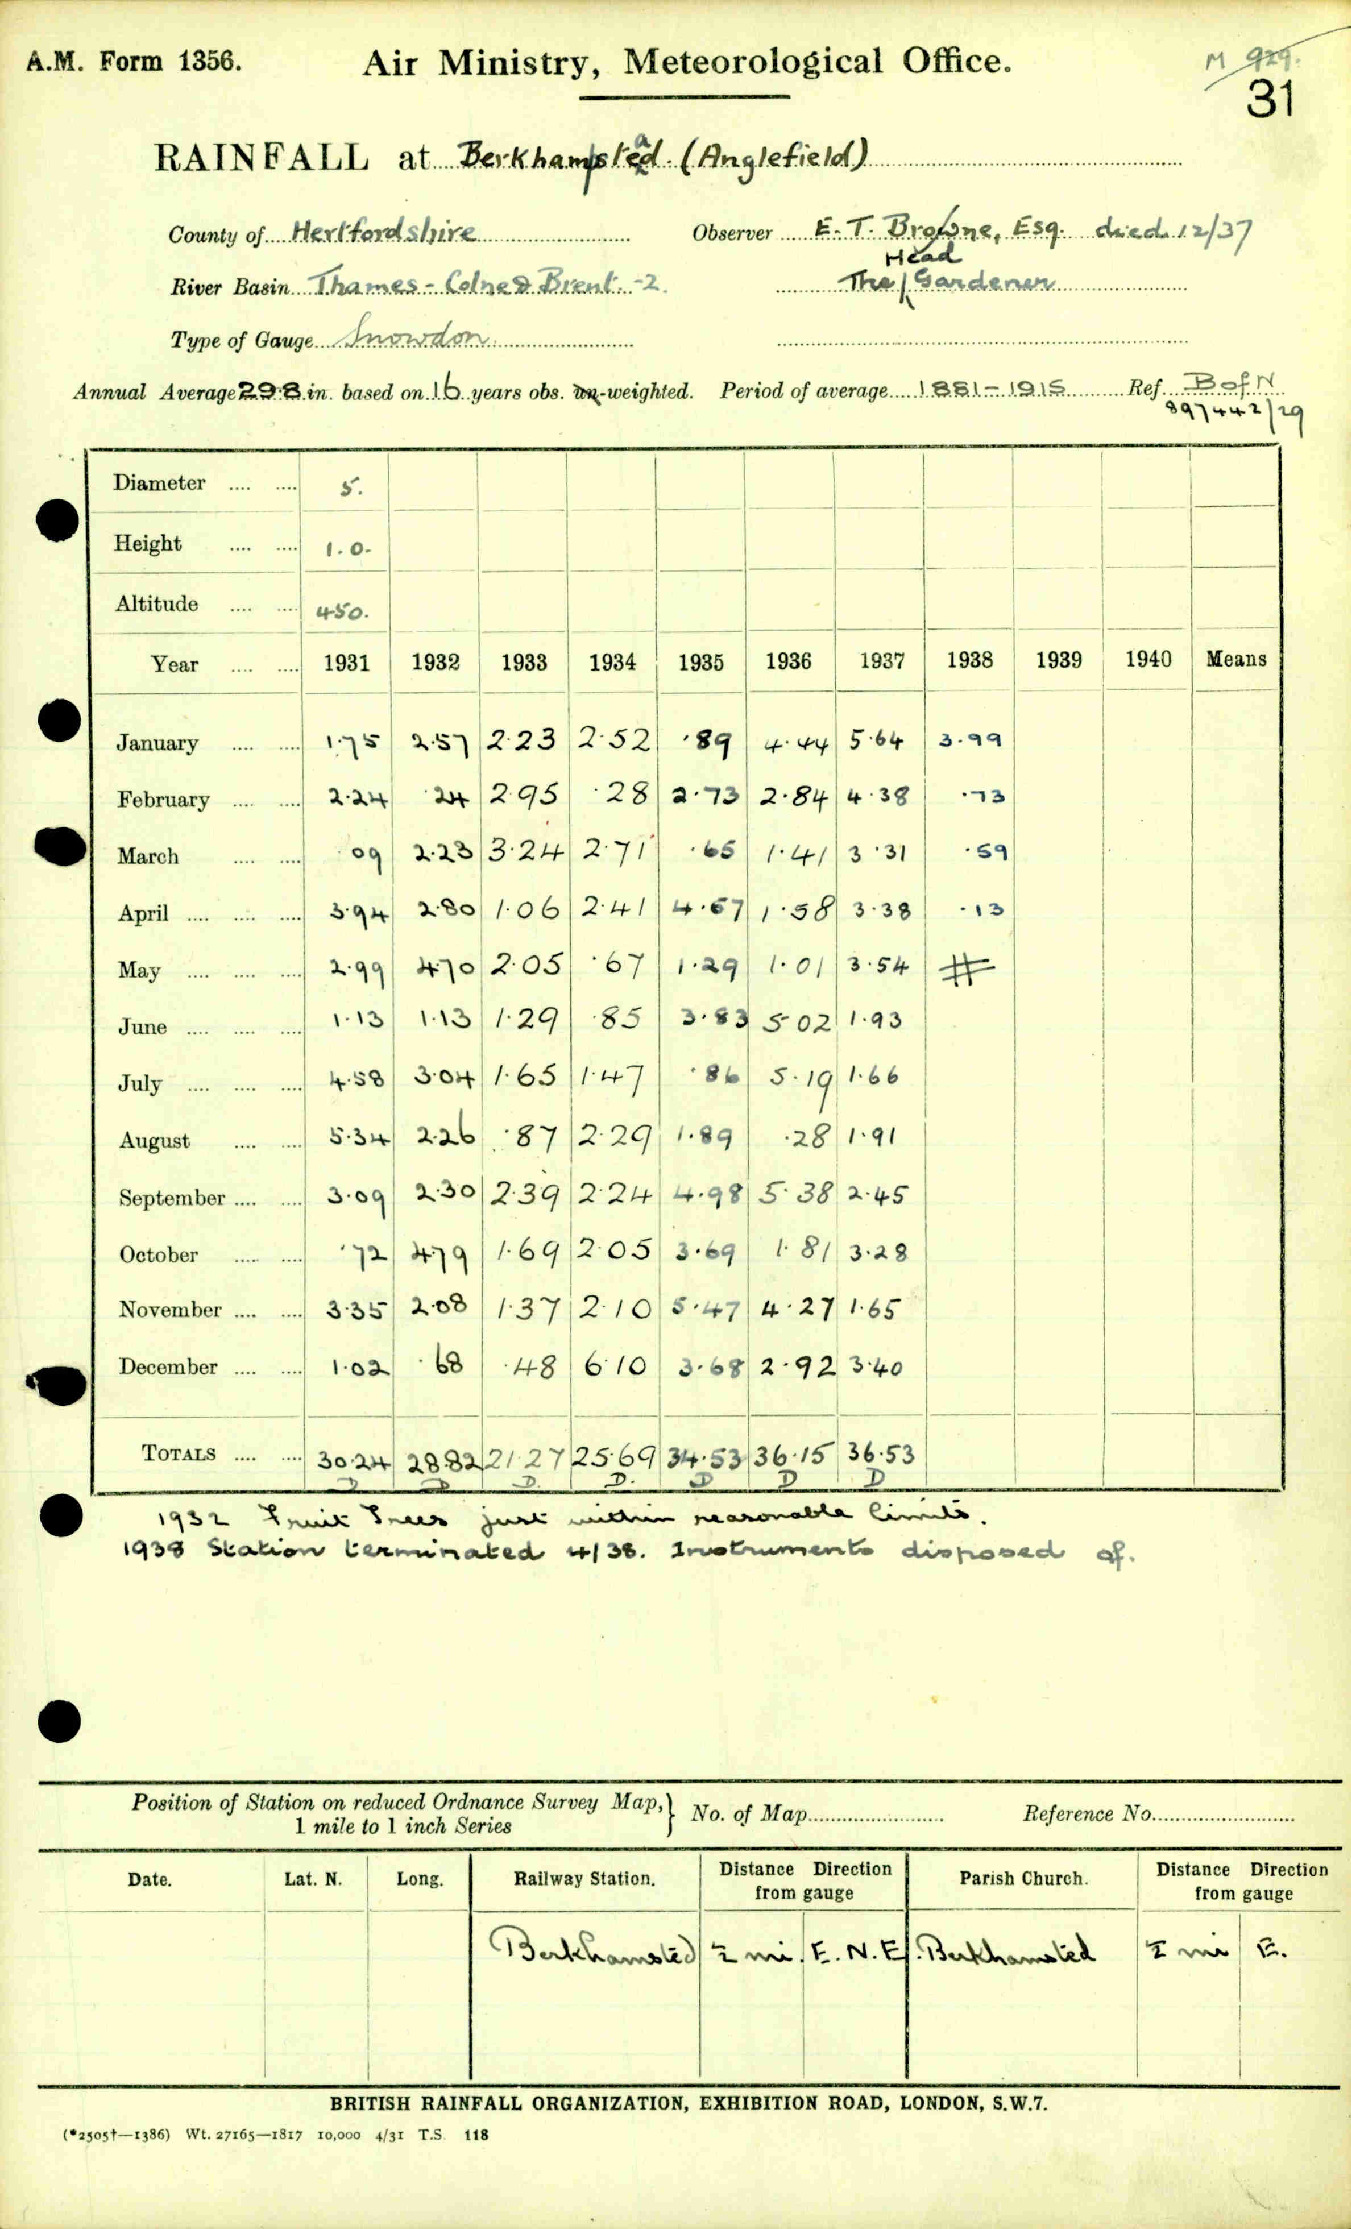 A.M. Form 1356.
Air Ministry, Meteorological Office.
M 929.
31
RAINFALL at Berkhampsted. (Anglefield)
a
County of Hertfordshire Observer E. T. Browne, Esq. died 12/37
Head
River Basin Thames - Colne & Brent. -2. The Gardener
Type of Gauge Snowdon.
Annual Average 29.8 in. based on 16 years obs. un-weighted. Period of average 1881-1915 Ref. B of N
897442/29
Diameter .... .... 5.
Height .... .... 1.0.
Altitude .... .... 450.
Year .... .... 1931 1932 1933 1934 1935 1936 1937 1938 1939 1940 Means
January .... .... 1.75 2.57 2.23 2.52 .89 4.44 5.64 3.99
February .... .... 2.24 .24 2.95 .28 2.73 2.84 4.38 .73
March .... .... .09 2.23 3.24 2.71 .65 1.41 3.31 .59
April .... .... .... 3.94 2.80 1.06 2.41 4.67 1.58 3.38 .13
May .... .... .... 2.99 4.70 2.05 .67 1.29 1.01 3.54 #
June .... .... .... 1.13 1.13 1.29 .85 3.83 5.02 1.93
July .... .... .... 4.58 3.04 1.65 1.47 .86 5.19 1.66
August .... .... 5.34 2.26 .87 2.29 1.89 .28 1.91
September .... .... 3.09 2.30 2.39 2.24 4.98 5.38 2.45
October .... .... .72 4.79 1.69 2.05 3.69 1.81 3.28
November .... .... 3.35 2.08 1.37 2.10 5.47 4.27 1.65
December .... .... 1.02 .68 .48 6.10 3.68 2.92 3.40
TOTALS .... .... 30.24 28.82 21.27 25.69 34.53 36.15 36.53
D D D. D. D D D
1932 Fruit Trees just within reasonable limits.
1938 Station terminated 4/38. Instruments disposed of.
Position of Station on reduced Ordnance Survey Map, } No. of Map Reference No.
1 mile to 1 inch Series
Date. Lat. N. Long. Railway Station. Distance Direction Parish Church. Distance Direction
from gauge from gauge
Berkhamsted ½ mi. E.N.E. Berkhamsted ½ mi E.
BRITISH RAINFALL ORGANIZATION, EXHIBITION ROAD, LONDON, S.W.7.
(*2505†—1386) Wt. 27165—1817 10,000 4/31 T.S. 118